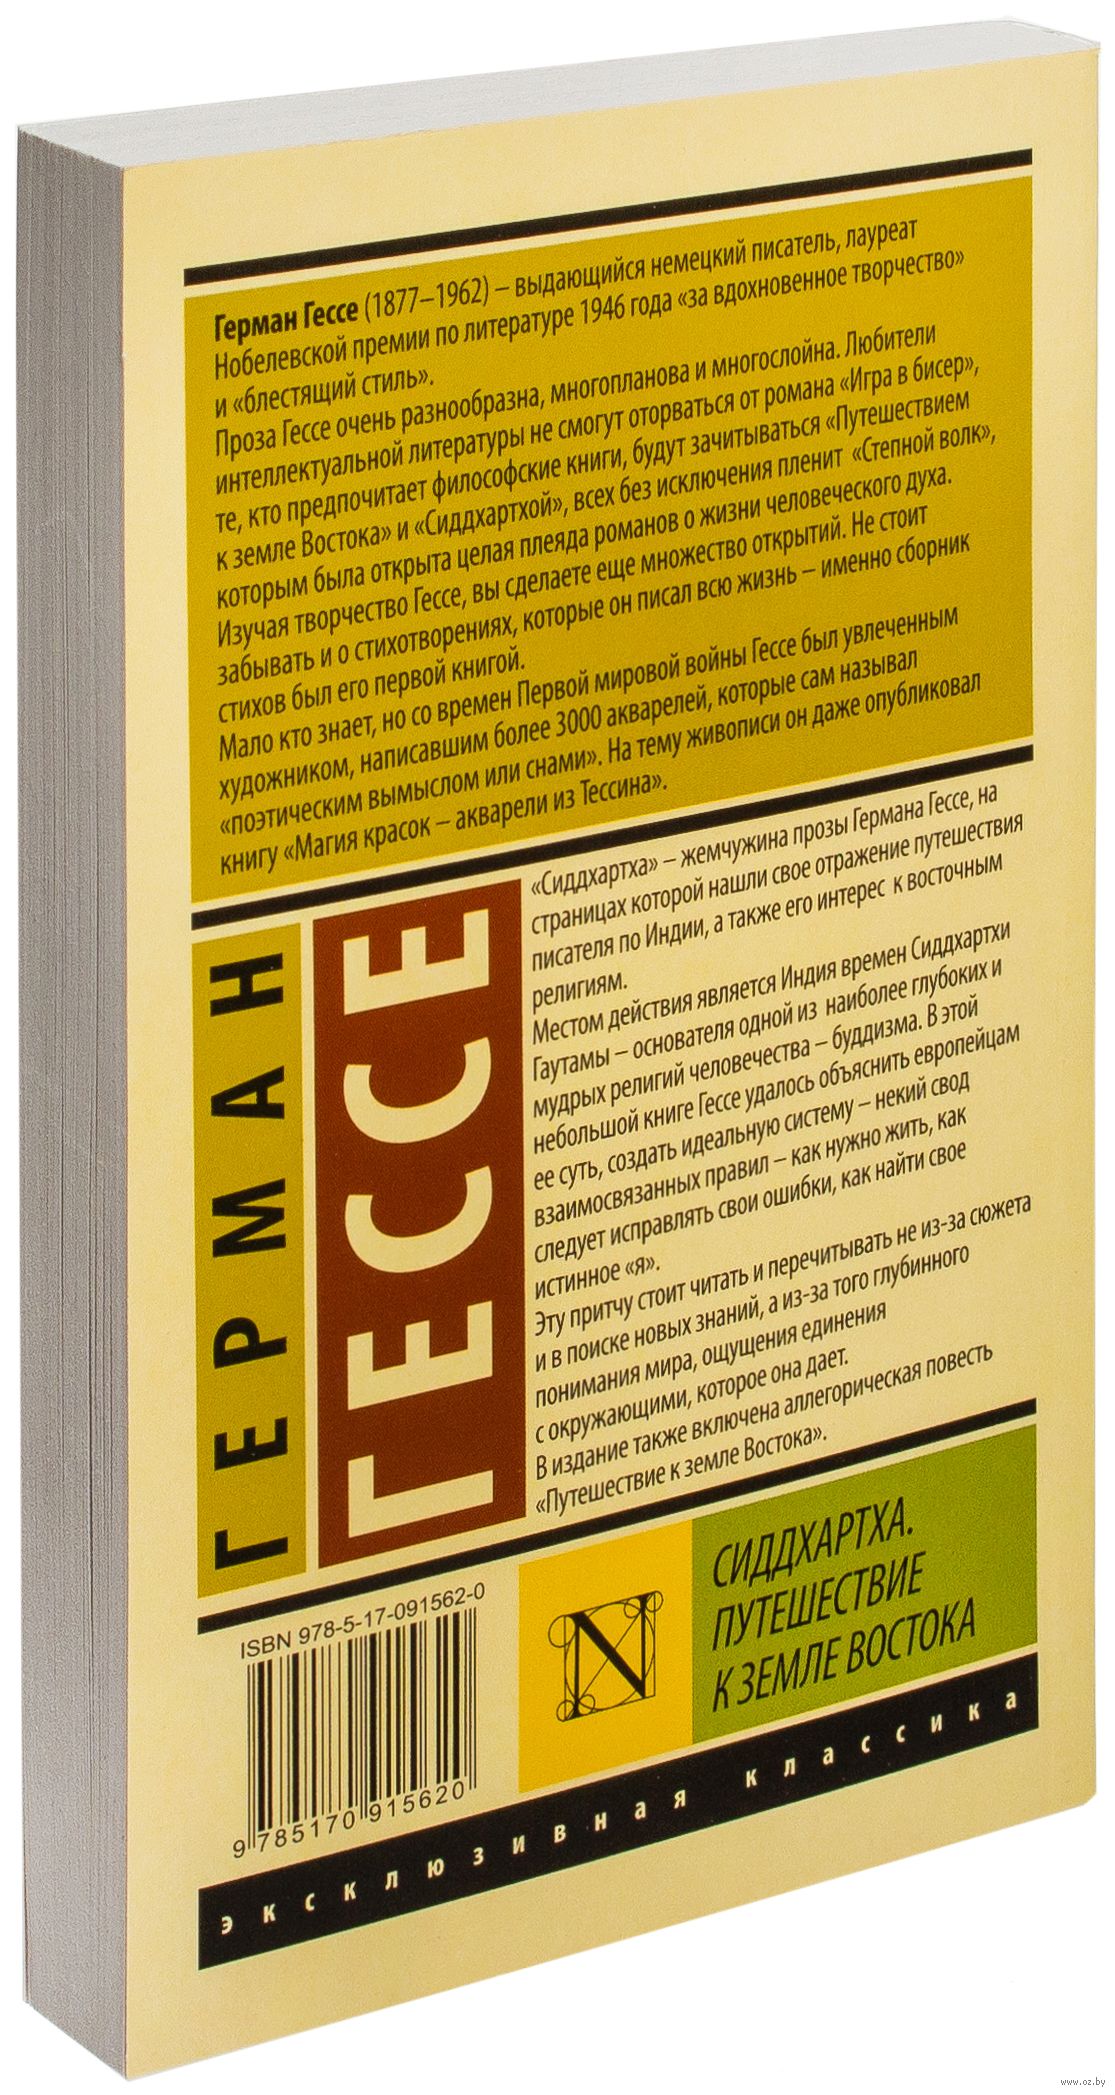 Герман Гессе (1877–1962) – выдающийся немецкий писатель, лауреат
Нобелевской премии по литературе 1946 года «за вдохновенное творчество»
и «блестящий стиль».
Проза Гессе очень разнообразна, многопланова и многослойна. Любители
интеллектуальной литературы не смогут оторваться от романа «Игра в бисер»,
те, кто предпочитает философские книги, будут зачитываться «Путешествием
к земле Востока» и «Сиддхартхой», всех без исключения пленит «Степной волк»,
которым была открыта целая плеяда романов о жизни человеческого духа.
Изучая творчество Гессе, вы сделаете еще множество открытий. Не стоит
забывать и о стихотворениях, которые он писал всю жизнь – именно сборник
стихов был его первой книгой.
Мало кто знает, но со времен Первой мировой войны Гессе был увлеченным
художником, написавшим более 3000 акварелей, которые сам называл
«поэтическим вымыслом или снами». На тему живописи он даже опубликовал
книгу «Магия красок – акварели из Тессина».
ГЕРМАН
ГЕССЕ
«Сиддхартха» – жемчужина прозы Германа Гессе, на
страницах которой нашли свое отражение путешествия
писателя по Индии, а также его интерес к восточным
религиям.
Местом действия является Индия времен Сиддхартхи
Гаутамы – основателя одной из наиболее глубоких и
мудрых религий человечества – буддизма. В этой
небольшой книге Гессе удалось объяснить европейцам
ее суть, создать идеальную систему – некий свод
взаимосвязанных правил – как нужно жить, как
следует исправлять свои ошибки, как найти свое
истинное «я».
Эту притчу стоит читать и перечитывать не из-за сюжета
и в поиске новых знаний, а из-за того глубинного
понимания мира, ощущения единения
с окружающими, которое она дает.
В издание также включена аллегорическая повесть
«Путешествие к земле Востока».
ISBN 978-5-17-091562-0
9 785170 915620
N
СИДДХАРТХА.
ПУТЕШЕСТВИЕ
К ЗЕМЛЕ ВОСТОКА
эксклюзивная классика
www.oz.by